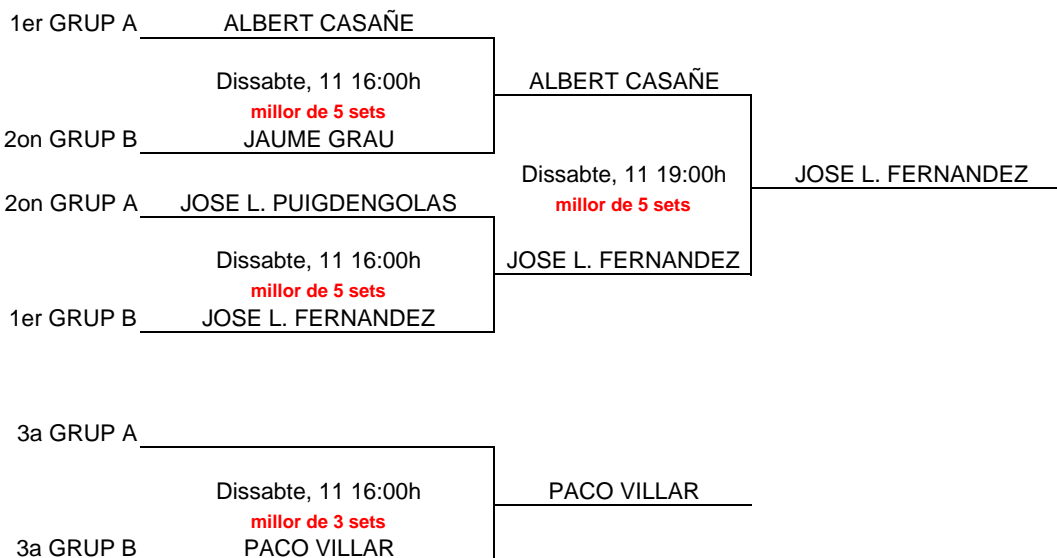 1er GRUP A ALBERT CASAÑE
Dissabte, 11 16:00h ALBERT CASAÑE
millor de 5 sets
2on GRUP B JAUME GRAU
Dissabte, 11 19:00h JOSE L. FERNANDEZ
2on GRUP A JOSE L. PUIGDENGOLAS millor de 5 sets
Dissabte, 11 16:00h JOSE L. FERNANDEZ
millor de 5 sets
1er GRUP B JOSE L. FERNANDEZ
3a GRUP A
Dissabte, 11 16:00h PACO VILLAR
millor de 3 sets
3a GRUP B PACO VILLAR